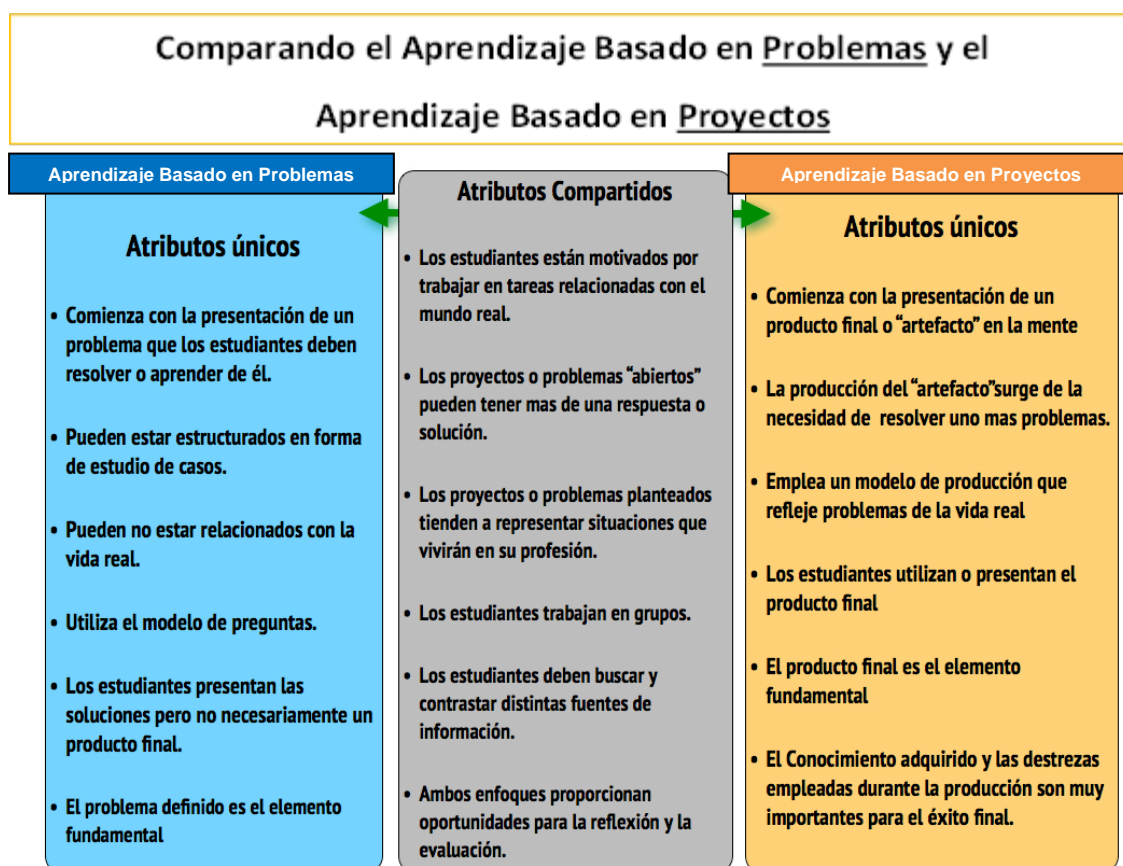 Comparando el Aprendizaje Basado en Problemas y el
Aprendizaje Basado en Proyectos
Aprendizaje Basado en Problemas
Atributos únicos
• Comienza con la presentación de un
problema que los estudiantes deben
resolver o aprender de él.
• Pueden estar estructurados en forma
de estudio de casos.
• Pueden no estar relacionados con la
vida real.
• Utiliza el modelo de preguntas.
• Los estudiantes presentan las
soluciones pero no necesariamente un
producto final.
• El problema definido es el elemento
fundamental
Atributos Compartidos
• Los estudiantes están motivados por
trabajar en tareas relacionadas con el
mundo real.
• Los proyectos o problemas “abiertos”
pueden tener mas de una respuesta o
solución.
• Los proyectos o problemas planteados
tienden a representar situaciones que
vivirán en su profesión.
• Los estudiantes trabajan en grupos.
• Los estudiantes deben buscar y
contrastar distintas fuentes de
información.
• Ambos enfoques proporcionan
oportunidades para la reflexión y la
evaluación.
Aprendizaje Basado en Proyectos
Atributos únicos
• Comienza con la presentación de un
producto final o “artefacto” en la mente
• La producción del “artefacto”surge de la
necesidad de resolver uno mas problemas.
• Emplea un modelo de producción que
refleje problemas de la vida real
• Los estudiantes utilizan o presentan el
producto final
• El producto final es el elemento
fundamental
• El Conocimiento adquirido y las destrezas
empleadas durante la producción son muy
importantes para el éxito final.